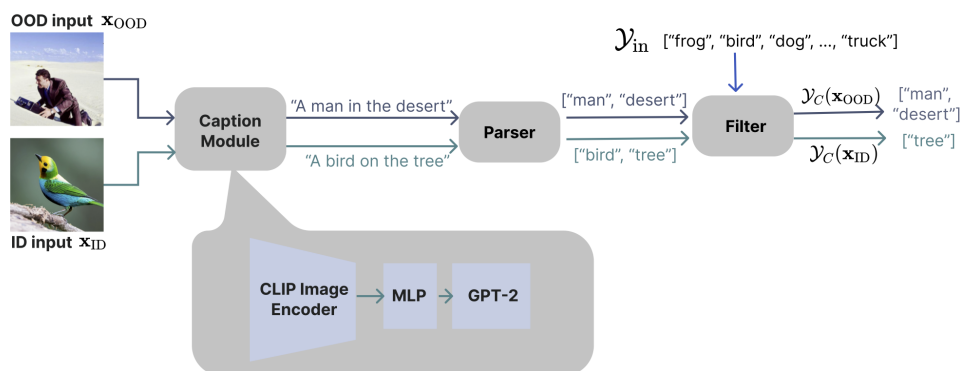 OOD input x_OOD
𝒴_in ["frog", "bird", "dog", ..., "truck"]
Caption
Module
"A man in the desert"
"A bird on the tree"
Parser
["man", "desert"]
["bird", "tree"]
Filter
𝒴_C(x_OOD)
["man",
"desert"]
𝒴_C(x_ID)
["tree"]
ID input x_ID
CLIP Image
Encoder
MLP
GPT-2